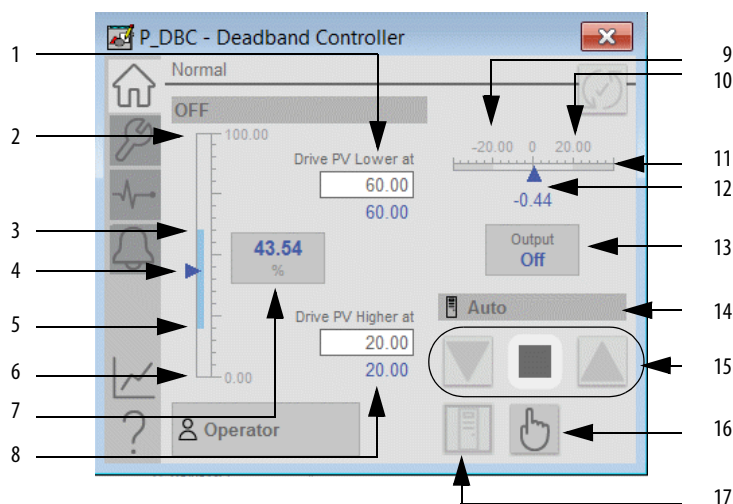 P_DBC - Deadband Controller
Normal
OFF
100.00
Drive PV Lower at
60.00
60.00
43.54
%
Drive PV Higher at
20.00
20.00
0.00
Operator
-20.00 0 20.00
-0.44
Output
Off
Auto
1
2
3
4
5
6
7
8
9
10
11
12
13
14
15
16
17